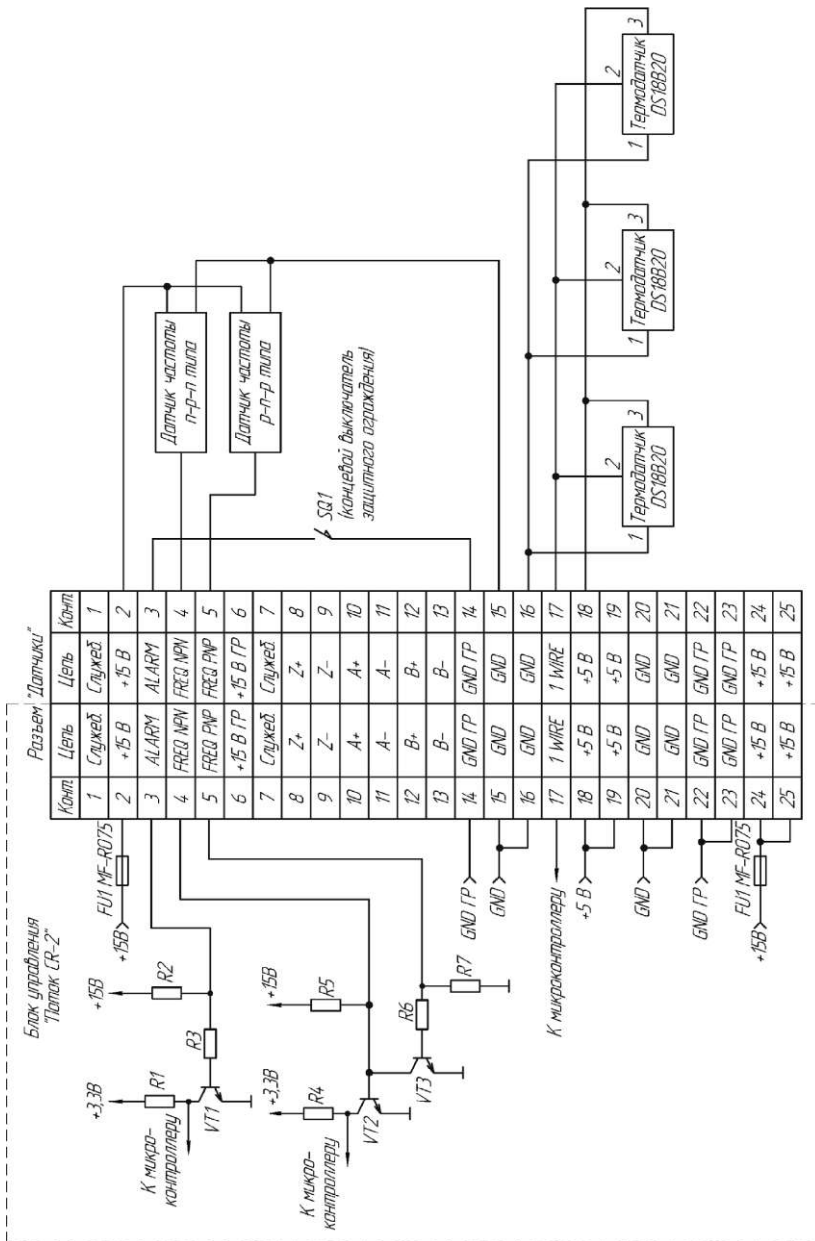 Блок управления
"Поток CR-2"
Разъем "Датчики"
Конт.
Цепь
Цепь
Конт.
1
Служеб.
Служеб.
1
2
+15 В
+15 В
2
3
ALARM
ALARM
3
4
FREQ NPN
FREQ NPN
4
5
FREQ PNP
FREQ PNP
5
6
+15 В ГР
+15 В ГР
6
7
Служеб.
Служеб.
7
8
Z+
Z+
8
9
Z-
Z-
9
10
A+
A+
10
11
A-
A-
11
12
B+
B+
12
13
B-
B-
13
14
GND ГР
GND ГР
14
15
GND
GND
15
16
GND
GND
16
17
1 WIRE
1 WIRE
17
18
+5 В
+5 В
18
19
+5 В
+5 В
19
20
GND
GND
20
21
GND
GND
21
22
GND ГР
GND ГР
22
23
GND ГР
GND ГР
23
24
+15 В
+15 В
24
25
+15 В
+15 В
25
+15В
FU1 MF-R075
+3,3В
R1
+15В
R2
R3
VT1
К микро-
контроллеру
+3,3В
R4
+15В
R5
VT2
R6
VT3
R7
К микро-
контроллеру
GND ГР
GND
К микроконтроллеру
+5 В
GND
GND ГР
+15В
FU1 MF-R075
Датчик частоты
n-p-n типа
Датчик частоты
p-n-p типа
SQ1
(концевой выключатель
защитного ограждения)
1
2
3
Термодатчик
DS18B20
1
2
3
Термодатчик
DS18B20
1
2
3
Термодатчик
DS18B20